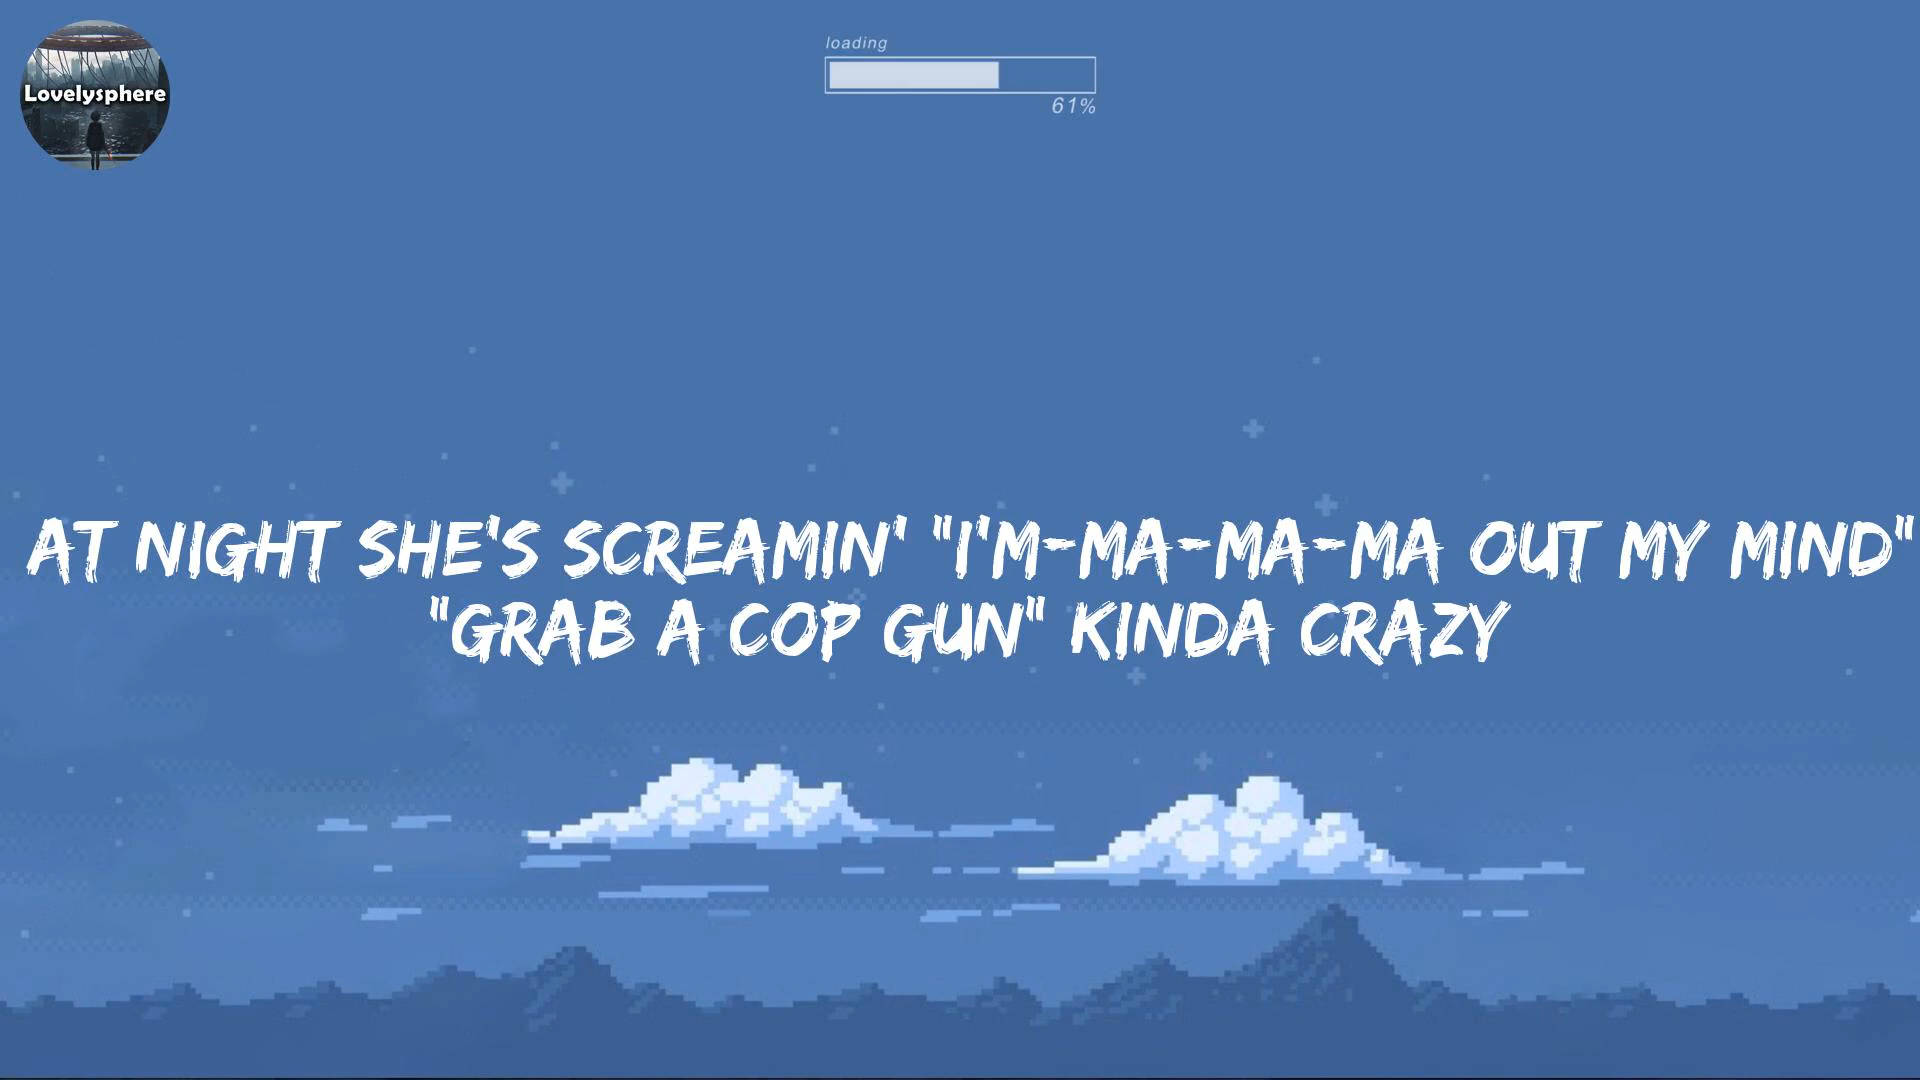 Lovelysphere
loading
61%
AT NIGHT SHE'S SCREAMIN' "I'M-MA-MA-MA OUT MY MIND"
"GRAB A COP GUN" KINDA CRAZY